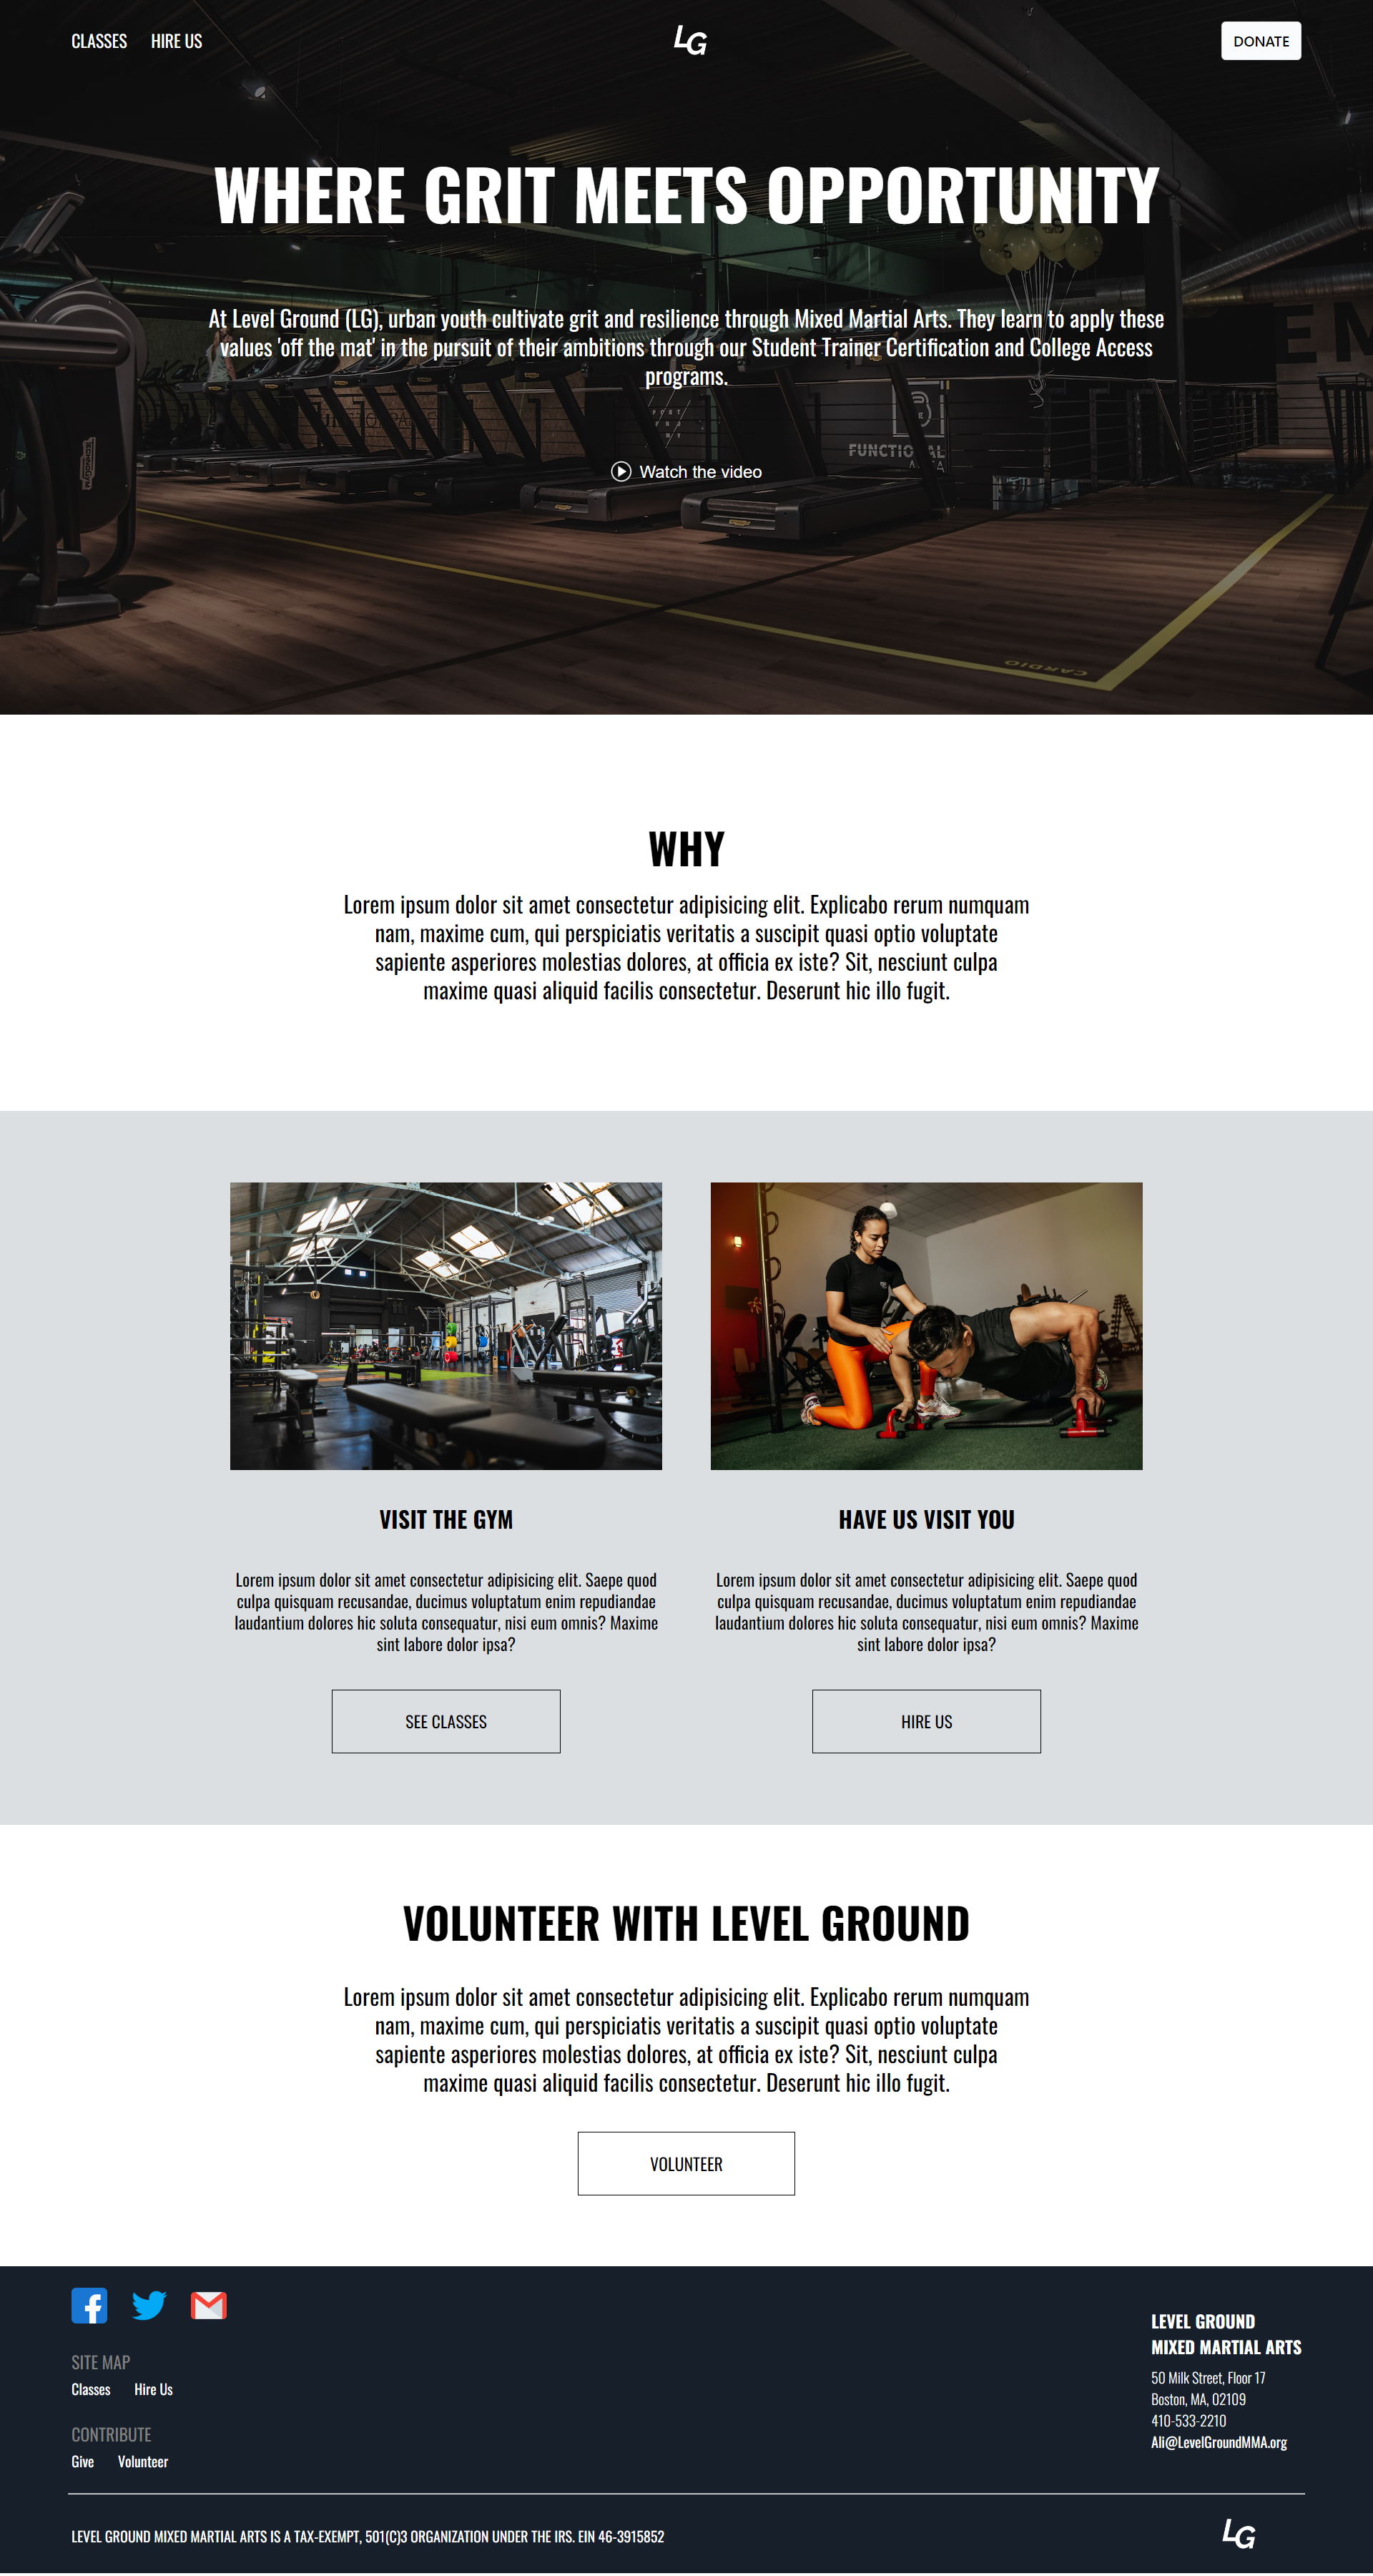 CLASSES HIRE US LG DONATE
WHERE GRIT MEETS OPPORTUNITY
At Level Ground (LG), urban youth cultivate grit and resilience through Mixed Martial Arts. They learn to apply these
values 'off the mat' in the pursuit of their ambitions through our Student Trainer Certification and College Access
programs.
FUNCTIONAL
AREA
Watch the video
CARDIO
WHY
Lorem ipsum dolor sit amet consectetur adipisicing elit. Explicabo rerum numquam
nam, maxime cum, qui perspiciatis veritatis a suscipit quasi optio voluptate
sapiente asperiores molestias dolores, at officia ex iste? Sit, nesciunt culpa
maxime quasi aliquid facilis consectetur. Deserunt hic illo fugit.
VISIT THE GYM
Lorem ipsum dolor sit amet consectetur adipisicing elit. Saepe quod
culpa quisquam recusandae, ducimus voluptatum enim repudiandae
laudantium dolores hic soluta consequatur, nisi eum omnis? Maxime
sint labore dolor ipsa?
SEE CLASSES
HAVE US VISIT YOU
Lorem ipsum dolor sit amet consectetur adipisicing elit. Saepe quod
culpa quisquam recusandae, ducimus voluptatum enim repudiandae
laudantium dolores hic soluta consequatur, nisi eum omnis? Maxime
sint labore dolor ipsa?
HIRE US
VOLUNTEER WITH LEVEL GROUND
Lorem ipsum dolor sit amet consectetur adipisicing elit. Explicabo rerum numquam
nam, maxime cum, qui perspiciatis veritatis a suscipit quasi optio voluptate
sapiente asperiores molestias dolores, at officia ex iste? Sit, nesciunt culpa
maxime quasi aliquid facilis consectetur. Deserunt hic illo fugit.
VOLUNTEER
SITE MAP
Classes Hire Us
CONTRIBUTE
Give Volunteer
LEVEL GROUND
MIXED MARTIAL ARTS
50 Milk Street, Floor 17
Boston, MA, 02109
410-533-2210
Ali@LevelGroundMMA.org
LEVEL GROUND MIXED MARTIAL ARTS IS A TAX-EXEMPT, 501(C)3 ORGANIZATION UNDER THE IRS. EIN 46-3915852
LG